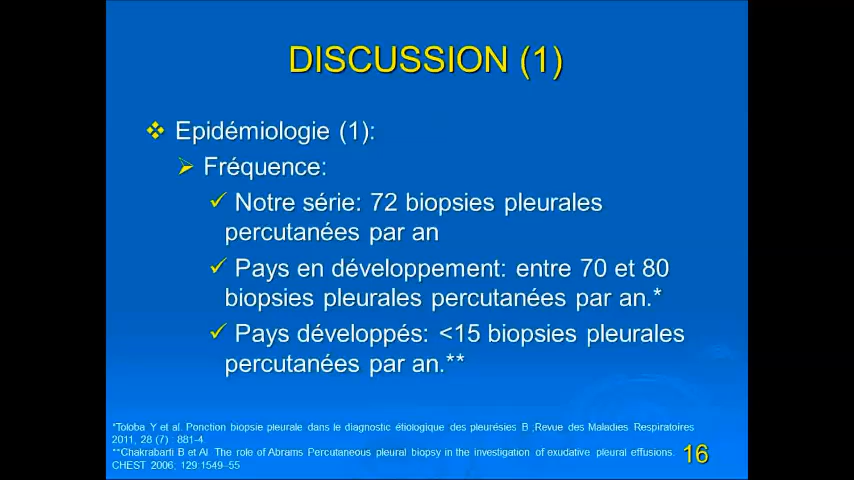 DISCUSSION (1)
Epidémiologie (1):
Fréquence:
Notre série: 72 biopsies pleurales
percutanées par an
Pays en développement: entre 70 et 80
biopsies pleurales percutanées par an.*
Pays développés: <15 biopsies pleurales
percutanées par an.**
*Toloba Y et al. Ponction biopsie pleurale dans le diagnostic étiologique des pleurésies B ;Revue des Maladies Respiratoires
2011, 28 (7) : 881-4
**Chakrabarti B et Al The role of Abrams Percutaneous pleural biopsy in the investigation of exudative pleural effusions.
CHEST 2006; 129:1549–55
16